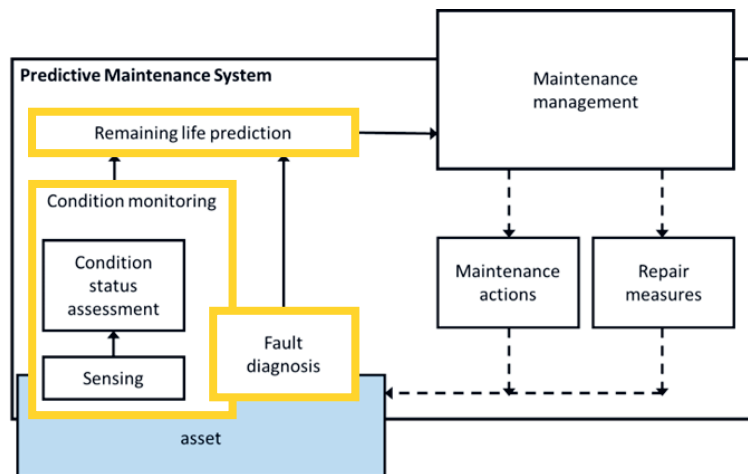 Predictive Maintenance System
Maintenance
management
Remaining life prediction
Condition monitoring
Condition
status
assessment
Sensing
Fault
diagnosis
Maintenance
actions
Repair
measures
asset